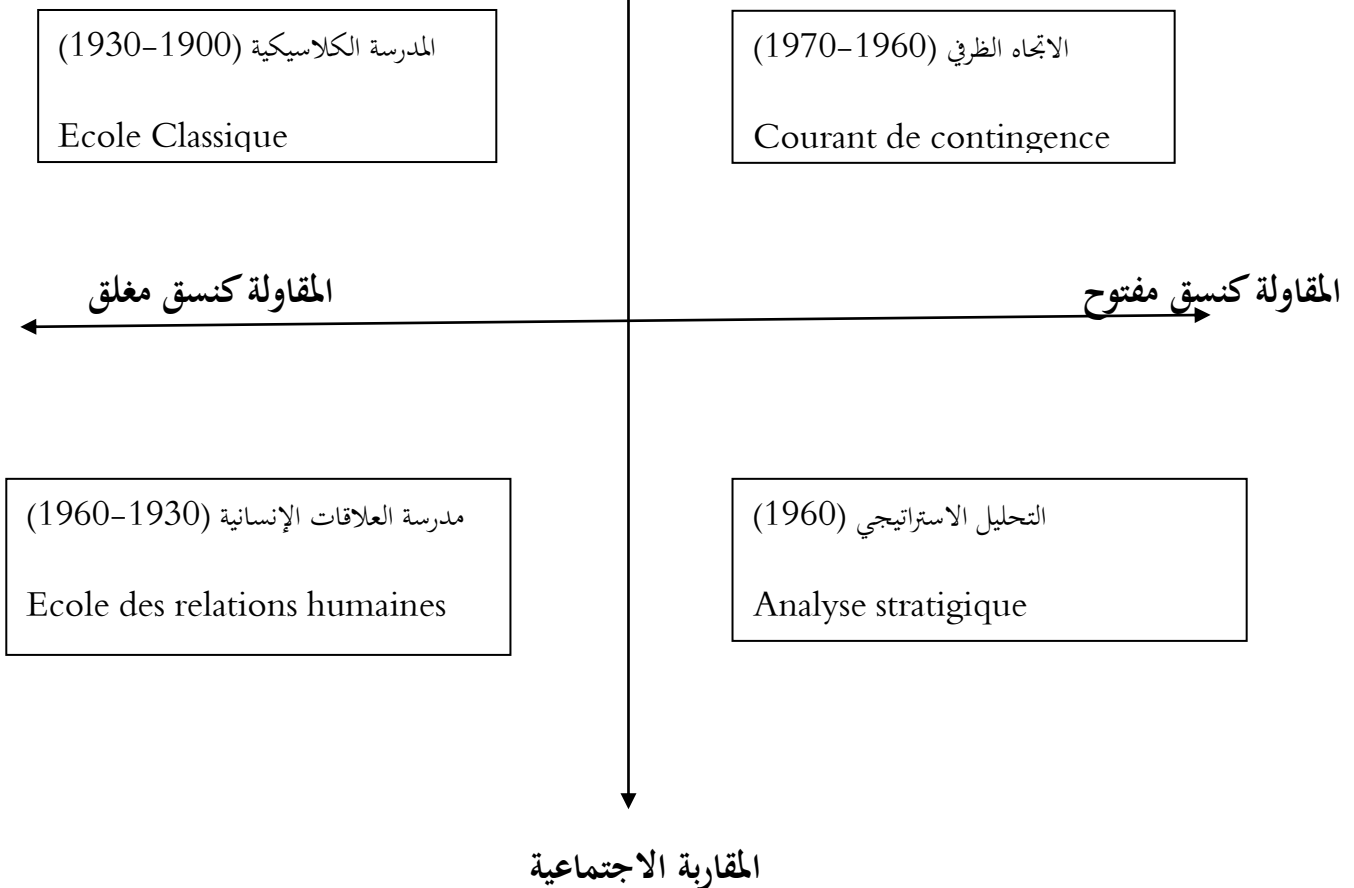 المدرسة الكلاسيكية (1900-1930)
Ecole Classique
الاتجاه الظرفي (1960-1970)
Courant de contingence
المقاولة كنسق مغلق
المقاولة كنسق مفتوح
مدرسة العلاقات الإنسانية (1930-1960)
Ecole des relations humaines
التحليل الاستراتيجي (1960)
Analyse stratigique
المقاربة الاجتماعية